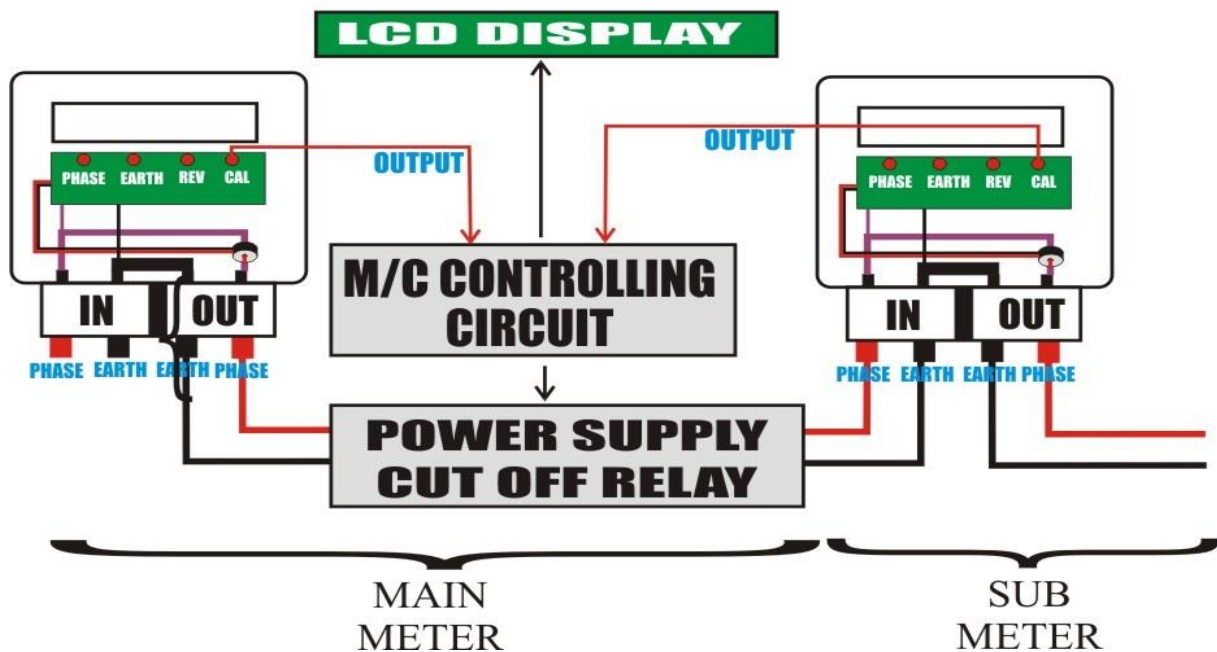 LCD DISPLAY
PHASE EARTH REV CAL
OUTPUT
IN OUT
PHASE EARTH EARTH PHASE
M/C CONTROLLING
CIRCUIT
POWER SUPPLY
CUT OFF RELAY
OUTPUT
PHASE EARTH REV CAL
IN OUT
PHASE EARTH EARTH PHASE
MAIN
METER
SUB
METER